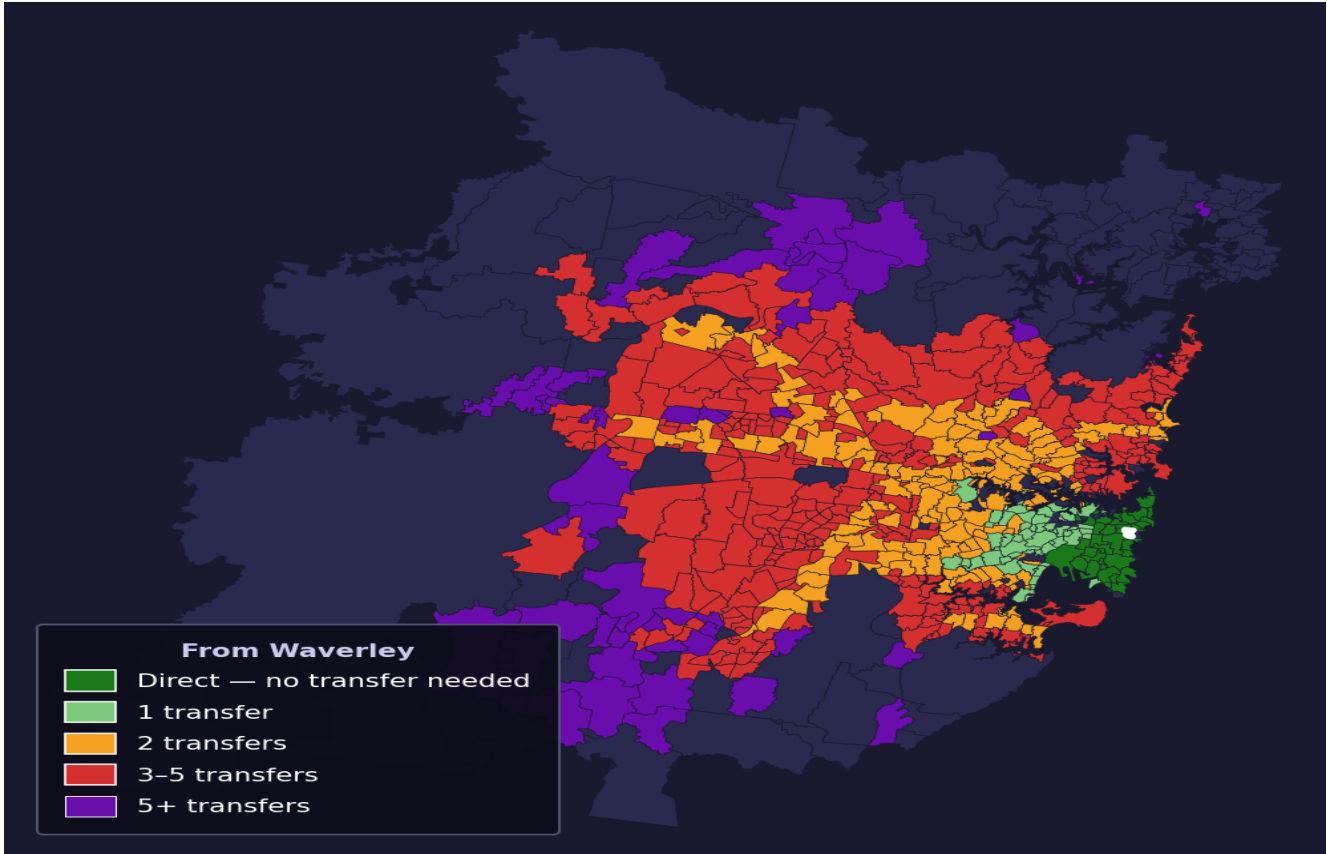 From Waverley
Direct — no transfer needed
1 transfer
2 transfers
3–5 transfers
5+ transfers